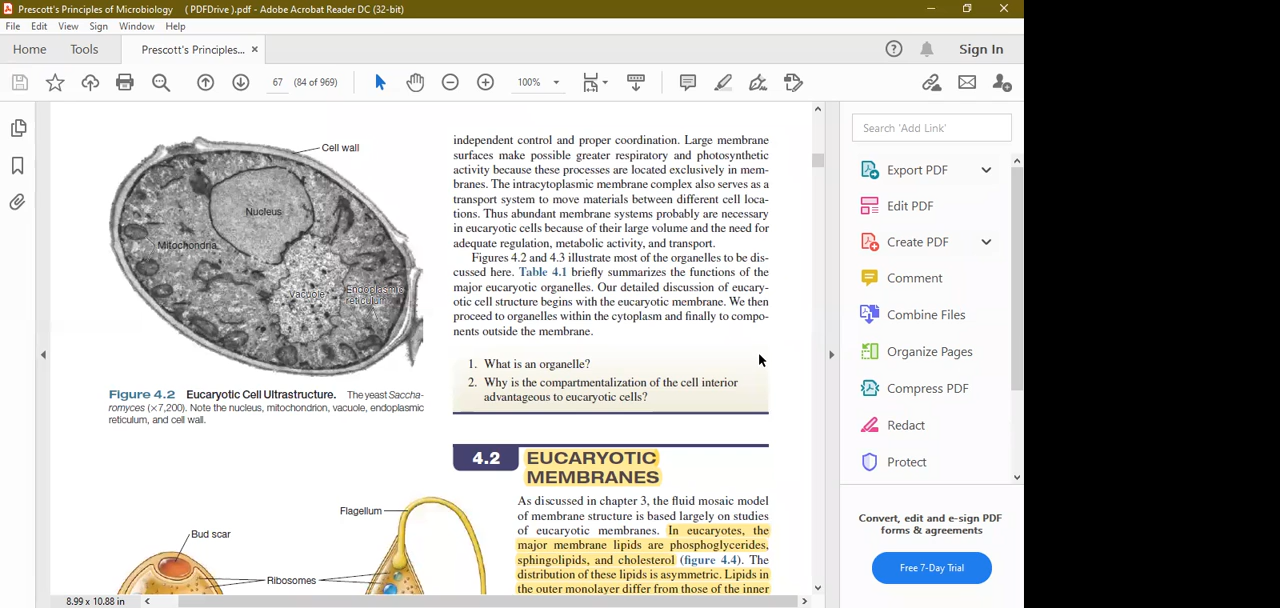 Prescott's Principles of Microbiology ( PDFDrive ).pdf - Adobe Acrobat Reader DC (32-bit)
File Edit View Sign Window Help
Home Tools Prescott's Principles... × Sign In
67 (84 of 969) 100%
Cell wall
Nucleus
Mitochondria
Vacuole
Endoplasmic
reticulum
Figure 4.2 Eucaryotic Cell Ultrastructure. The yeast Saccha-
romyces (×7,200). Note the nucleus, mitochondrion, vacuole, endoplasmic
reticulum, and cell wall.
Bud scar
Flagellum
Ribosomes
independent control and proper coordination. Large membrane
surfaces make possible greater respiratory and photosynthetic
activity because these processes are located exclusively in mem-
branes. The intracytoplasmic membrane complex also serves as a
transport system to move materials between different cell loca-
tions. Thus abundant membrane systems probably are necessary
in eucaryotic cells because of their large volume and the need for
adequate regulation, metabolic activity, and transport.
Figures 4.2 and 4.3 illustrate most of the organelles to be dis-
cussed here. Table 4.1 briefly summarizes the functions of the
major eucaryotic organelles. Our detailed discussion of eucary-
otic cell structure begins with the eucaryotic membrane. We then
proceed to organelles within the cytoplasm and finally to compo-
nents outside the membrane.
1. What is an organelle?
2. Why is the compartmentalization of the cell interior
advantageous to eucaryotic cells?
4.2 EUCARYOTIC
MEMBRANES
As discussed in chapter 3, the fluid mosaic model
of membrane structure is based largely on studies
of eucaryotic membranes. In eucaryotes, the
major membrane lipids are phosphoglycerides,
sphingolipids, and cholesterol (figure 4.4). The
distribution of these lipids is asymmetric. Lipids in
the outer monolayer differ from those of the inner
8.99 x 10.88 in
Search 'Add Link'
Export PDF
Edit PDF
Create PDF
Comment
Combine Files
Organize Pages
Compress PDF
Redact
Protect
Convert, edit and e-sign PDF
forms & agreements
Free 7-Day Trial